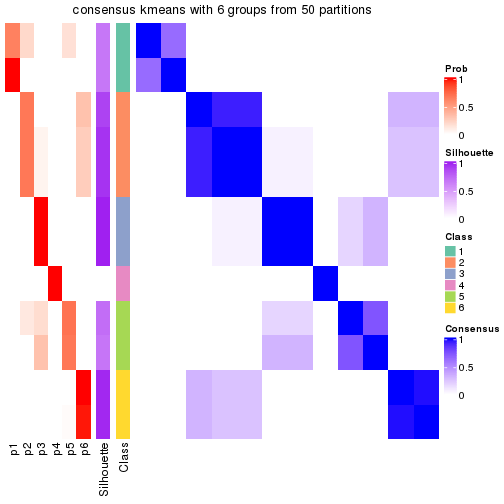 consensus kmeans with 6 groups from 50 partitions
Prob
1
0.5
0
Silhouette
1
0.5
0
Class
1
2
3
4
5
6
Consensus
1
0.5
0
p1
p2
p3
p4
p5
p6
Silhouette
Class